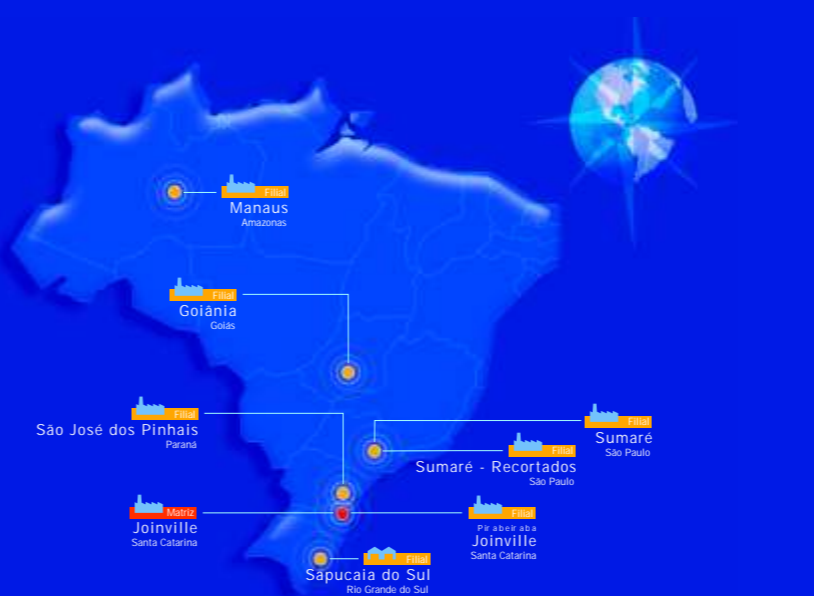 Filial
Manaus
Amazonas
Filial
Goiânia
Goiás
Filial
São José dos Pinhais
Paraná
Filial
Sumaré
São Paulo
Filial
Sumaré - Recortados
São Paulo
Matriz
Joinville
Santa Catarina
Filial
Pirabeiraba
Joinville
Santa Catarina
Filial
Sapucaia do Sul
Rio Grande do Sul